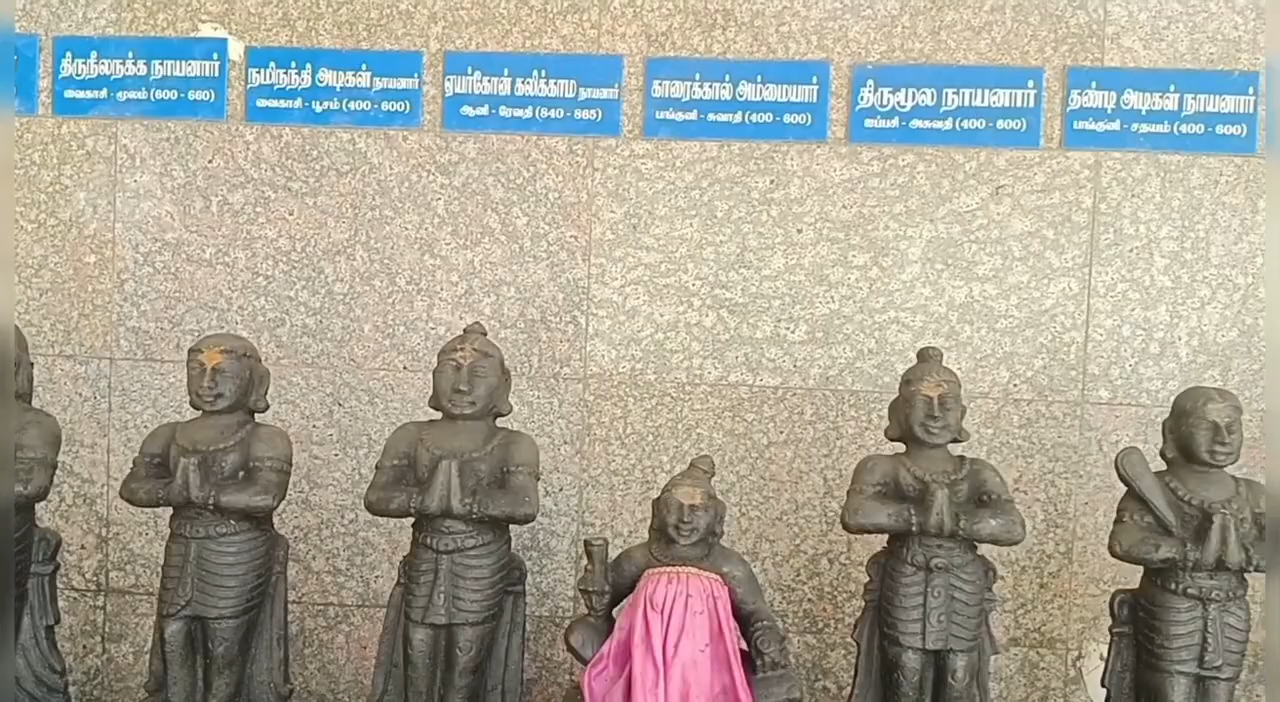 திருநீலநக்க நாயனார்
வைகாசி - மூலம் (600 - 660)
நமிநந்தி அடிகள் நாயனார்
வைகாசி - பூசம் (400 - 600)
ஏயர்கோன் கலிக்காம நாயனார்
ஆனி - ரேவதி (840 - 865)
காரைக்கால் அம்மையார்
பங்குனி - சுவாதி (400 - 600)
திருமூல நாயனார்
ஐப்பசி - அசுவதி (400 - 600)
தண்டி அடிகள் நாயனார்
பங்குனி - சதயம் (400 - 600)